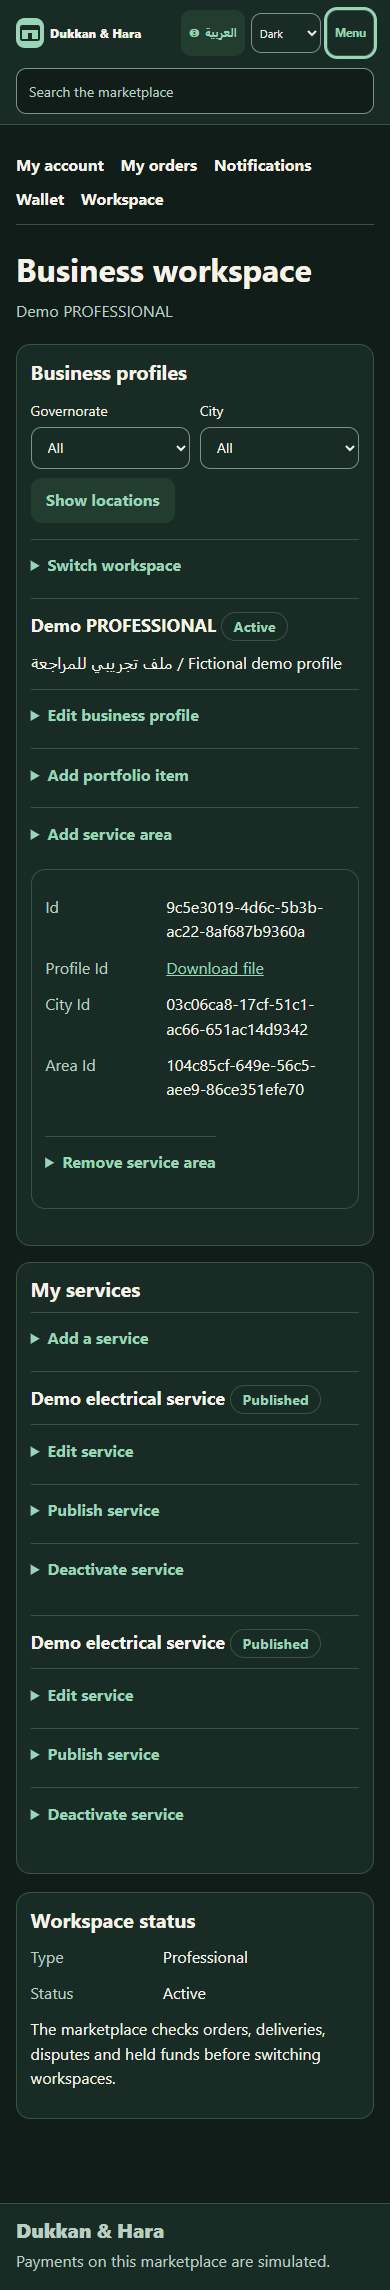 Dukkan & Hara
العربية
Dark
Menu
Search the marketplace
My account My orders Notifications
Wallet Workspace
Business workspace
Demo PROFESSIONAL
Business profiles
Governorate City
All All
Show locations
Switch workspace
Demo PROFESSIONAL Active
ملف تجريبي للمراجعة / Fictional demo profile
Edit business profile
Add portfolio item
Add service area
Id 9c5e3019-4d6c-5b3b-
ac22-8af687b9360a
Profile Id Download file
City Id 03c06ca8-17cf-51c1-
ac66-651ac14d9342
Area Id 104c85cf-649e-56c5-
aee9-86ce351efe70
Remove service area
My services
Add a service
Demo electrical service Published
Edit service
Publish service
Deactivate service
Demo electrical service Published
Edit service
Publish service
Deactivate service
Workspace status
Type Professional
Status Active
The marketplace checks orders, deliveries,
disputes and held funds before switching
workspaces.
Dukkan & Hara
Payments on this marketplace are simulated.